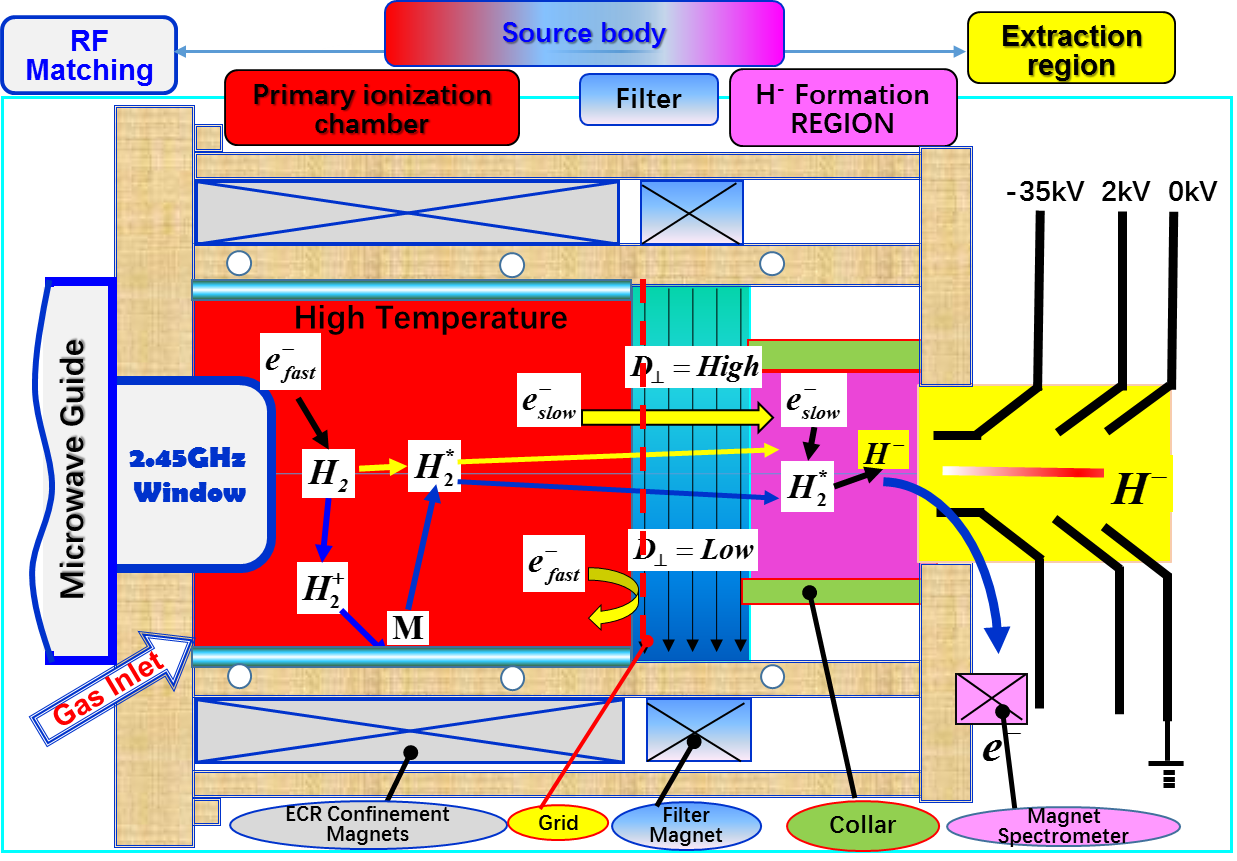 RF
Matching
Source body
Extraction
region
Primary ionization
chamber
Filter
H⁻ Formation
REGION
-35kV
2kV
0kV
Microwave Guide
2.45GHz
Window
High Temperature
e⁻fast
H₂
H₂*
H₂⁺
M
e⁻slow
e⁻fast
D⊥ = High
D⊥ = Low
e⁻slow
H₂*
H⁻
H⁻
Gas Inlet
e⁻
ECR Confinement
Magnets
Grid
Filter
Magnet
Collar
Magnet
Spectrometer